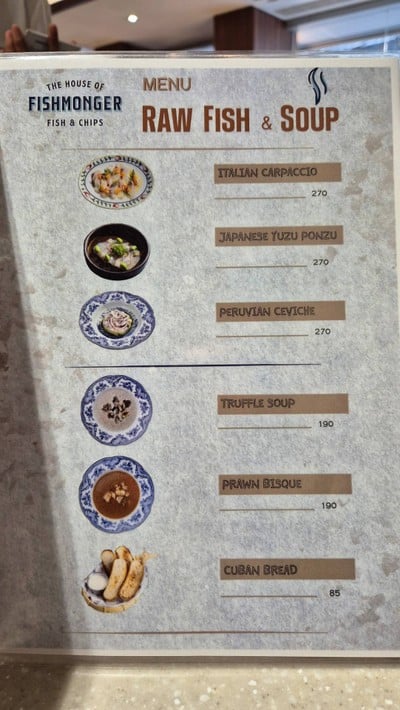 THE HOUSE OF
FISHMONGER
FISH & CHIPS
MENU
RAW FISH & SOUP
ITALIAN CARPACCIO
270
JAPANESE YUZU PONZU
270
PERUVIAN CEVICHE
270
TRUFFLE SOUP
190
PRAWN BISQUE
190
CUBAN BREAD
85